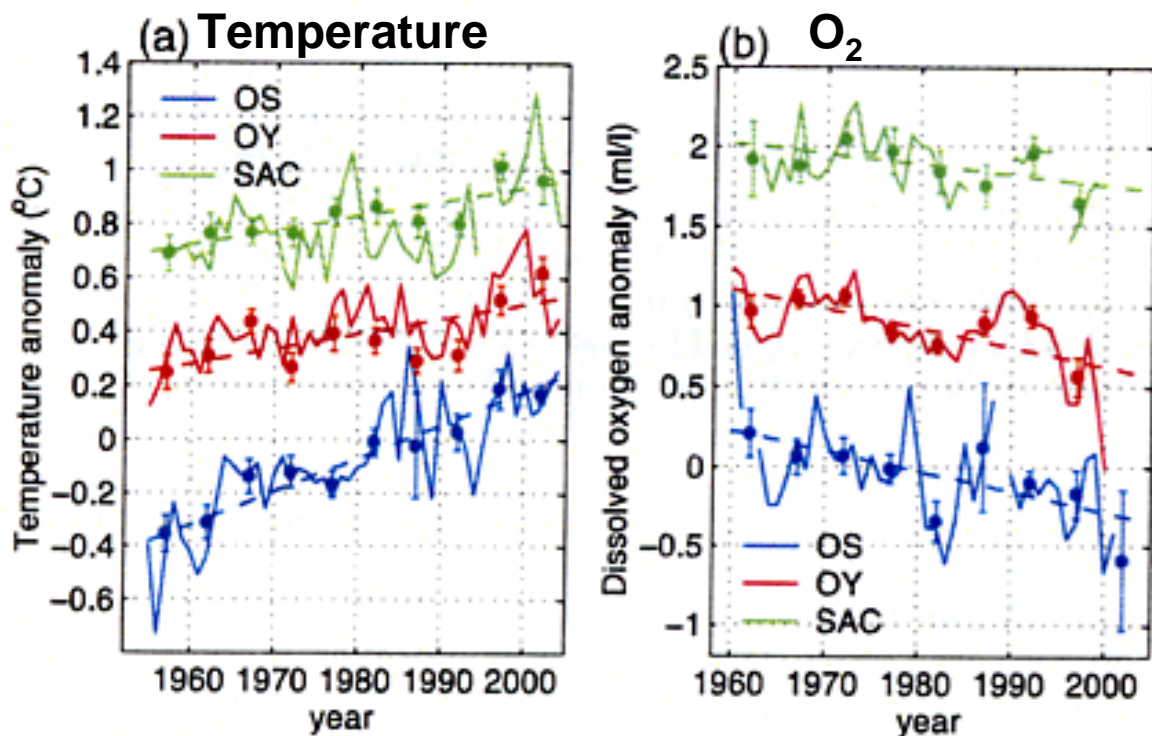 (a) Temperature
1.4
1.2
1
0.8
0.6
0.4
0.2
0
−0.2
−0.4
−0.6
Temperature anomaly (°C)
OS
OY
SAC
1960 1970 1980 1990 2000
year
(b) O₂
2.5
2
1.5
1
0.5
0
−0.5
−1
Dissolved oxygen anomaly (ml/l)
OS
OY
SAC
1960 1970 1980 1990 2000
year